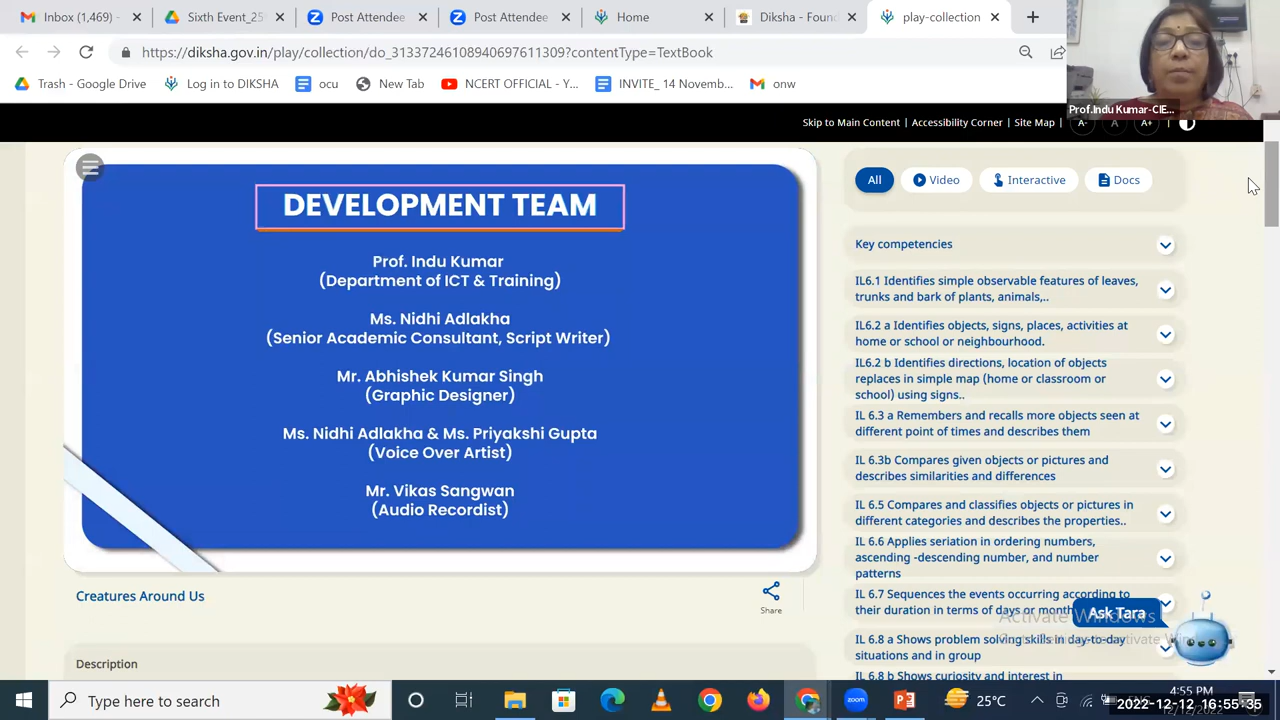 Inbox (1,469)
Sixth Event_25
Post Attendee
Post Attendee
Home
Diksha - Foun
play-collection
https://diksha.gov.in/play/collection/do_31337246108940697611309?contentType=TextBook
Trash - Google Drive
Log in to DIKSHA
ocu
New Tab
NCERT OFFICIAL - Y...
INVITE_ 14 Novemb...
onw
Prof.Indu Kumar-CIE...
Skip to Main Content | Accessibility Corner | Site Map | A- A A+ |
DEVELOPMENT TEAM
Prof. Indu Kumar
(Department of ICT & Training)
Ms. Nidhi Adlakha
(Senior Academic Consultant, Script Writer)
Mr. Abhishek Kumar Singh
(Graphic Designer)
Ms. Nidhi Adlakha & Ms. Priyakshi Gupta
(Voice Over Artist)
Mr. Vikas Sangwan
(Audio Recordist)
Creatures Around Us
Share
Description
All
Video
Interactive
Docs
Key competencies
IL6.1 Identifies simple observable features of leaves,
trunks and bark of plants, animals,..
IL6.2 a Identifies objects, signs, places, activities at
home or school or neighbourhood.
IL6.2 b Identifies directions, location of objects
replaces in simple map (home or classroom or
school) using signs..
IL 6.3 a Remembers and recalls more objects seen at
different point of times and describes them
IL 6.3b Compares given objects or pictures and
describes similarities and differences
IL 6.5 Compares and classifies objects or pictures in
different categories and describes the properties..
IL 6.6 Applies seriation in ordering numbers,
ascending -descending number, and number
patterns
IL 6.7 Sequences the events occurring according to
their duration in terms of days or month
IL 6.8 a Shows problem solving skills in day-to-day
situations and in group
IL 6.8 b Shows curiosity and interest in
Ask Tara
Activate Windows
Type here to search
25°C
ENG
4:55 PM
12/12/2022
2022-12-12 16:55:35